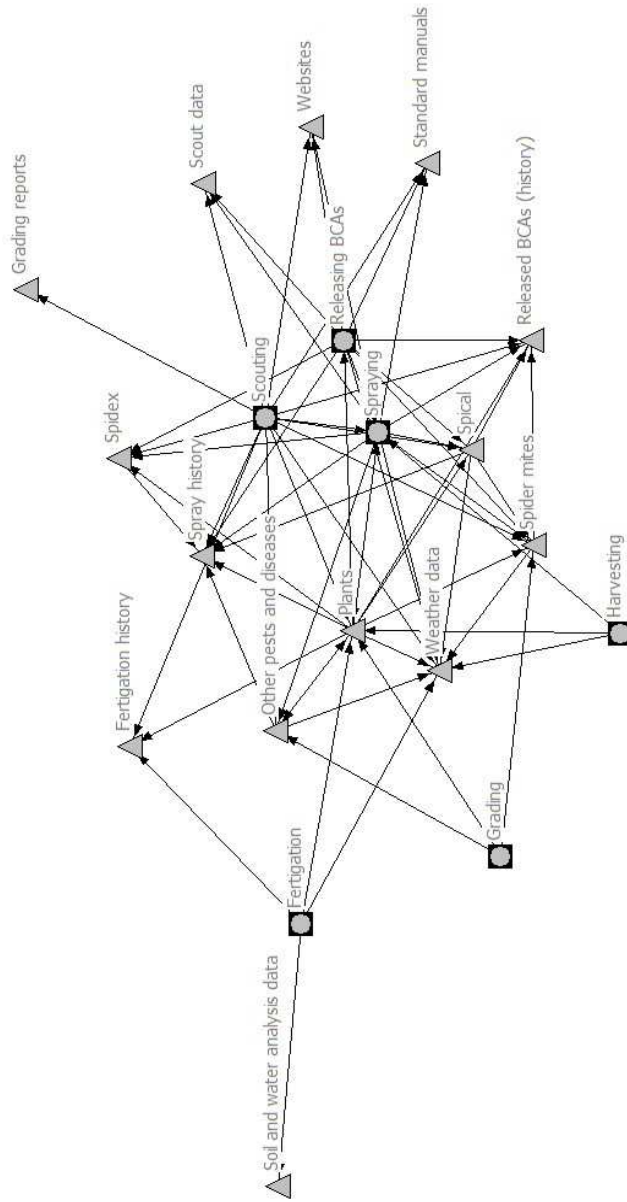 Grading reports
Scout data
Websites
Standard manuals
Releasing BCAs
Released BCAs (history)
Scouting
Spraying
Spidex
Spical
Spray history
Spider mites
Other pests and diseases
Plants
Weather data
Harvesting
Fertigation history
Grading
Fertigation
Soil and water analysis data